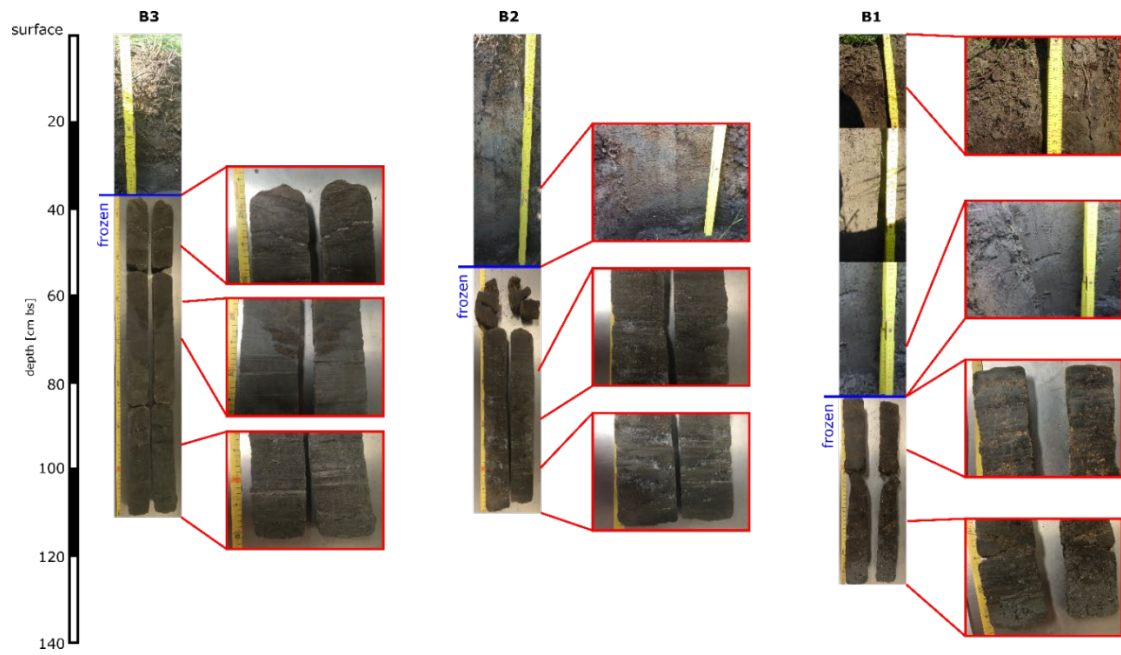 B3
B2
B1
surface
20
40
60
80
100
120
140
depth [cm bs]
frozen
frozen
frozen